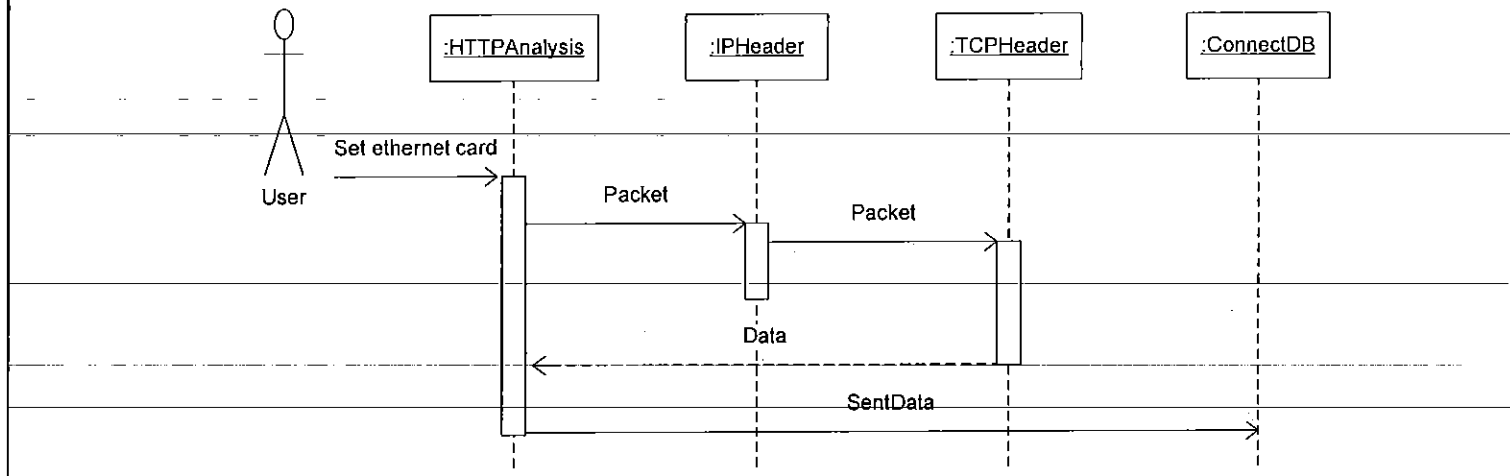 :HTTPAnalysis
:IPHeader
:TCPHeader
:ConnectDB
Set ethernet card
User
Packet
Packet
Data
SentData